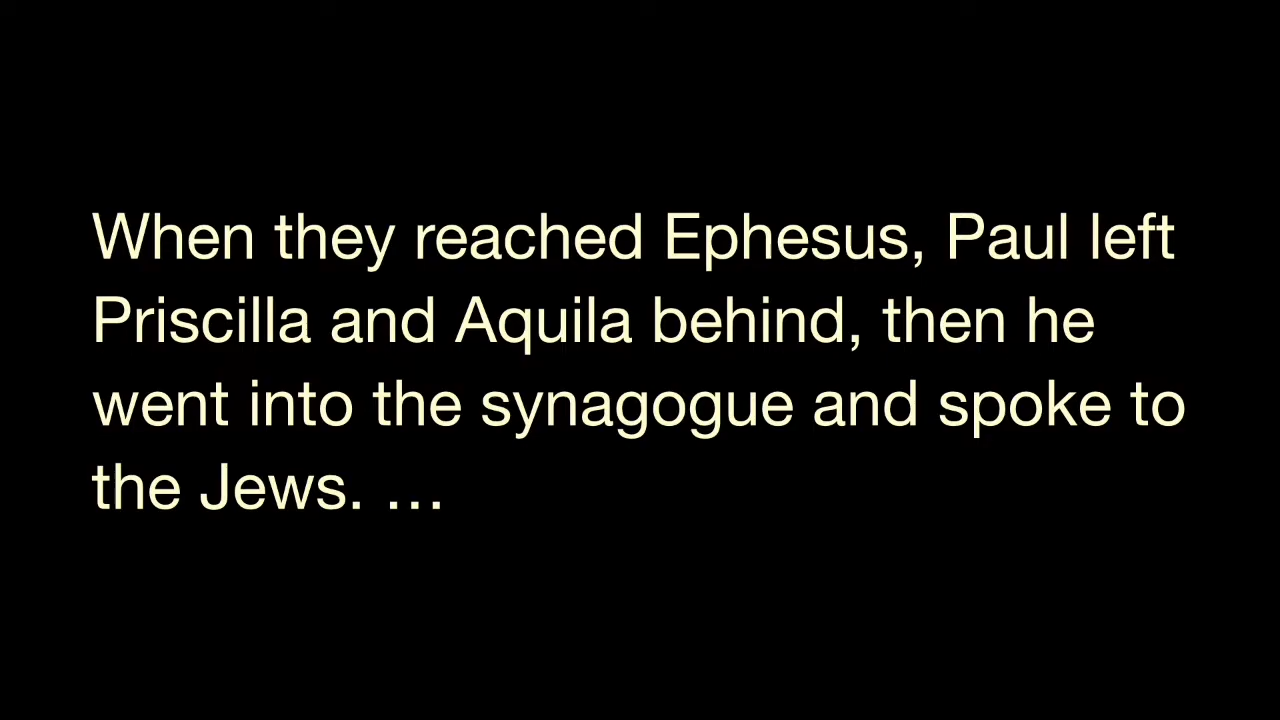 When they reached Ephesus, Paul left
Priscilla and Aquila behind, then he
went into the synagogue and spoke to
the Jews. …